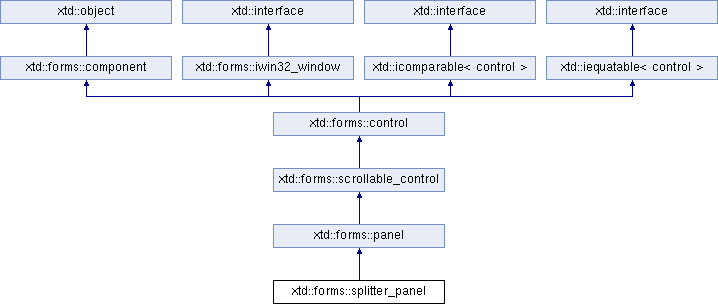 xtd::object
xtd::interface
xtd::interface
xtd::interface
xtd::forms::component
xtd::forms::iwin32_window
xtd::icomparable< control >
xtd::iequatable< control >
xtd::forms::control
xtd::forms::scrollable_control
xtd::forms::panel
xtd::forms::splitter_panel